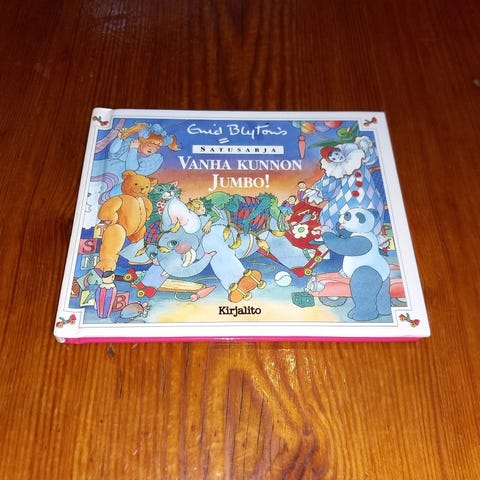 Enid Blyton's
SATUSARJA
VANHA KUNNON
JUMBO!
Kirjalito